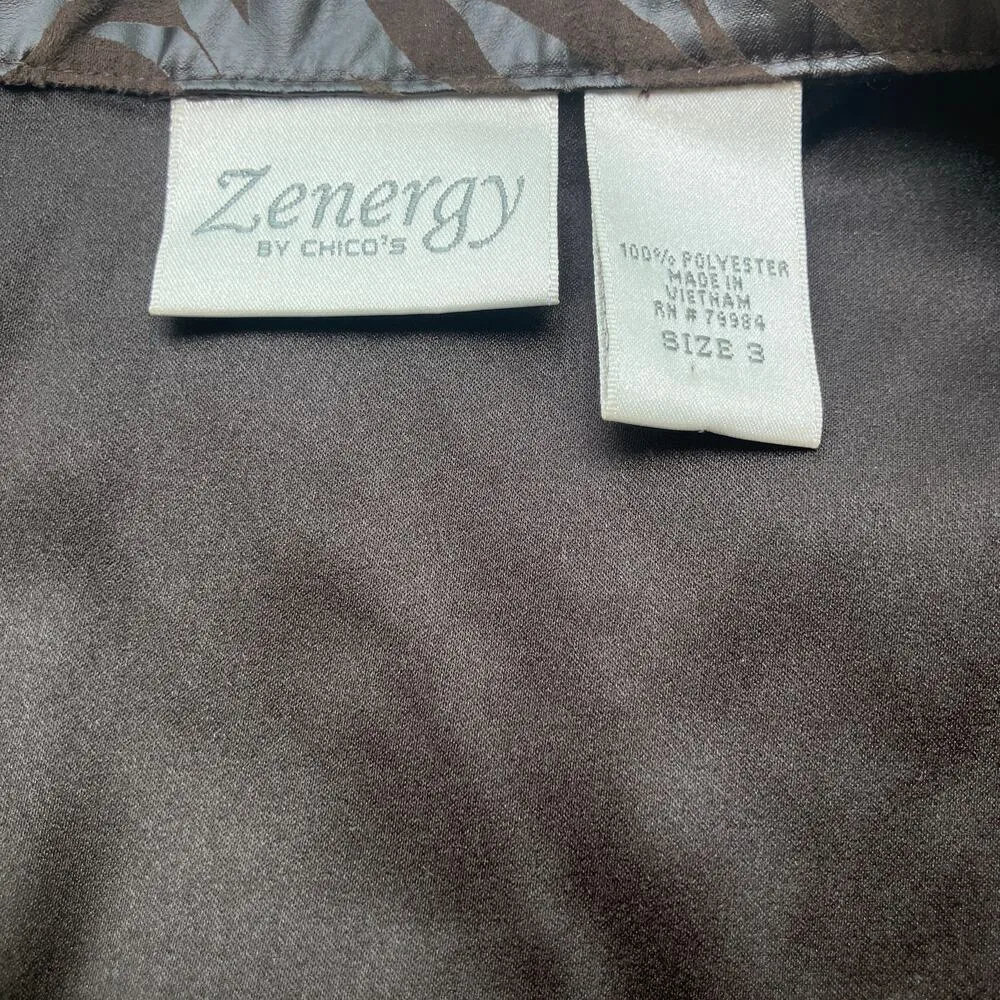 Zenergy
BY CHICO'S
100% POLYESTER
MADE IN
VIETNAM
RN # 79984
SIZE 3